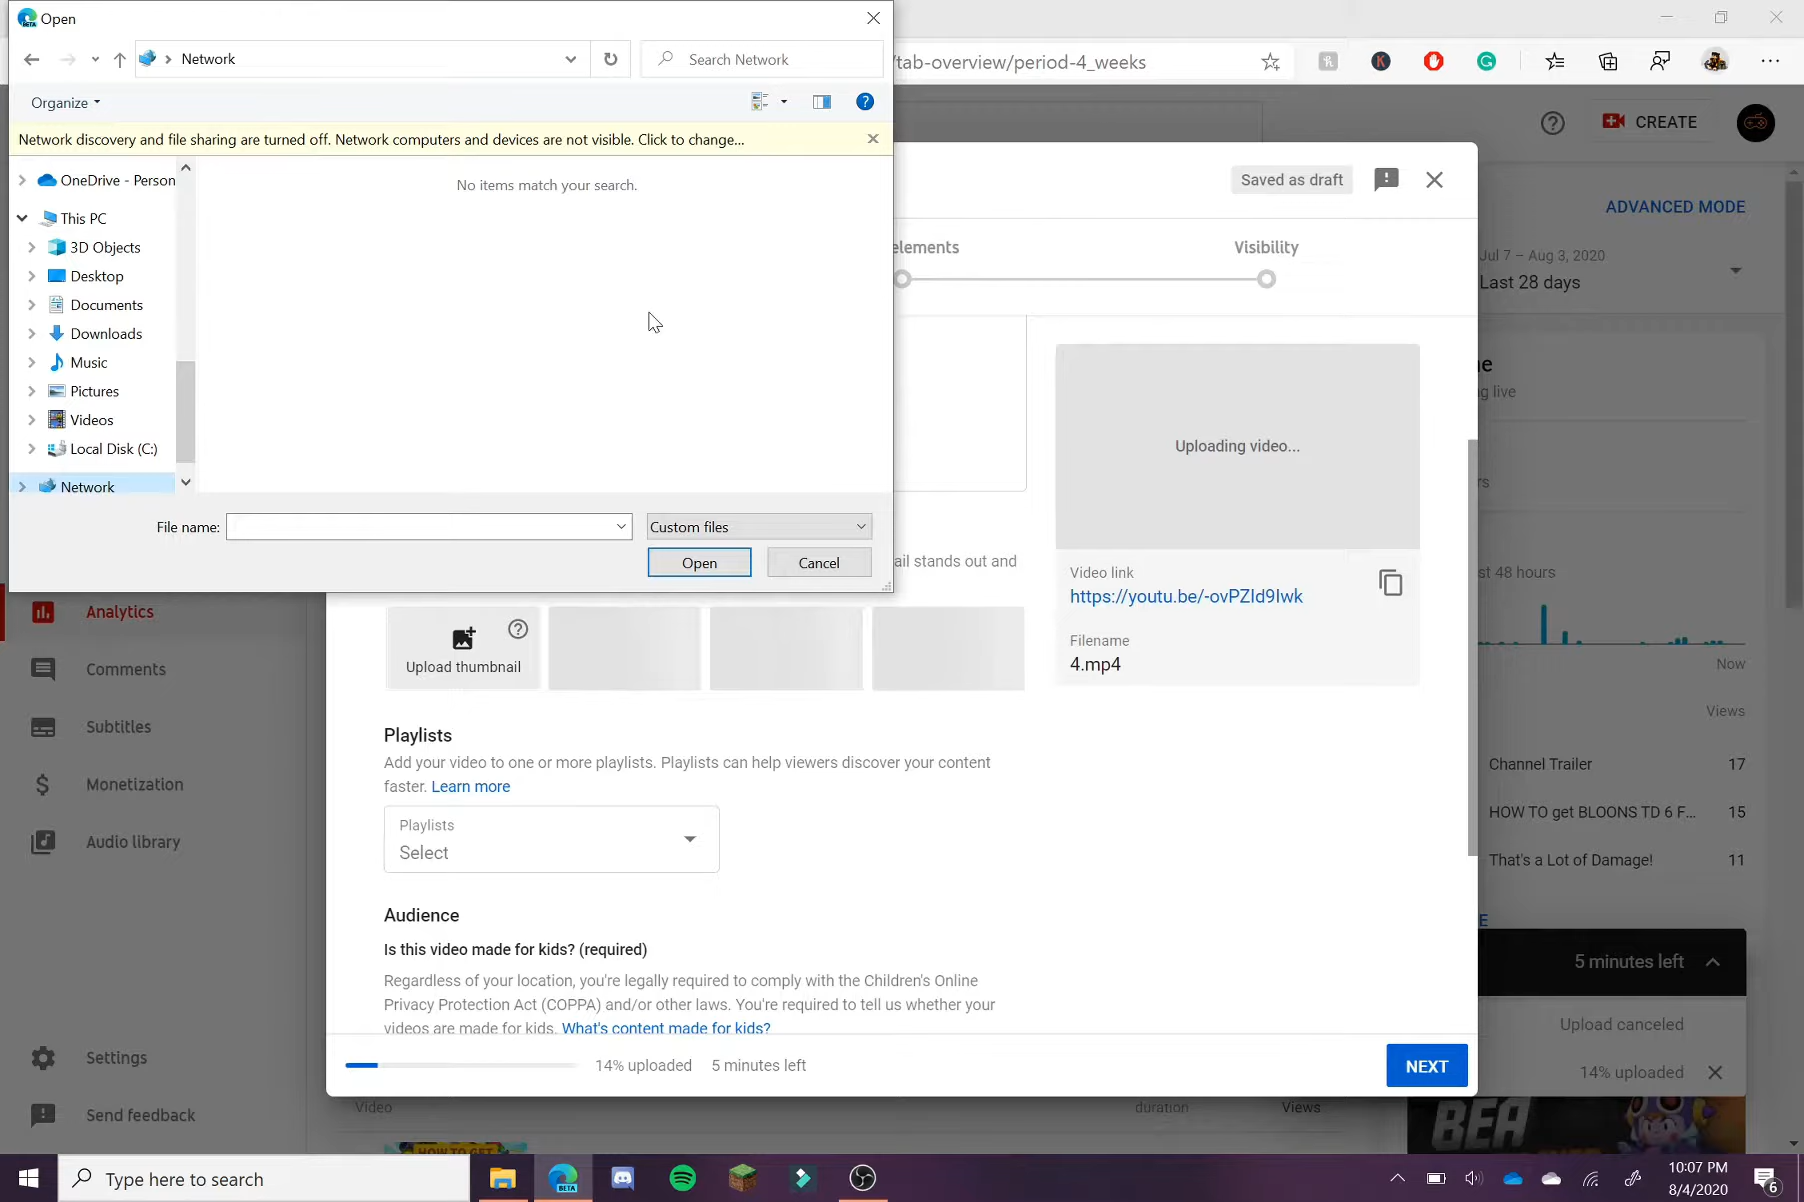 Open
Network
Search Network
/tab-overview/period-4_weeks
Organize
Network discovery and file sharing are turned off. Network computers and devices are not visible. Click to change...
OneDrive - Person
This PC
3D Objects
Desktop
Documents
Downloads
Music
Pictures
Videos
Local Disk (C:)
Network
No items match your search.
File name:
Custom files
Open
Cancel
CREATE
Saved as draft
ADVANCED MODE
elements
Visibility
Jul 7 – Aug 3, 2020
Last 28 days
Uploading video...
ail stands out and
Video link
https://youtu.be/-ovPZId9Iwk
Filename
4.mp4
Upload thumbnail
Playlists
Add your video to one or more playlists. Playlists can help viewers discover your content
faster. Learn more
Playlists
Select
Audience
Is this video made for kids? (required)
Regardless of your location, you're legally required to comply with the Children's Online
Privacy Protection Act (COPPA) and/or other laws. You're required to tell us whether your
videos are made for kids. What's content made for kids?
14% uploaded 5 minutes left
NEXT
Analytics
Comments
Subtitles
Monetization
Audio library
Settings
Send feedback
ne
g live
rs
st 48 hours
Now
Views
Channel Trailer 17
HOW TO get BLOONS TD 6 F... 15
That's a Lot of Damage! 11
E
5 minutes left
Upload canceled
14% uploaded
Video
duration
Views
HOW TO GET
BEA
Type here to search
BETA
10:07 PM
8/4/2020
6